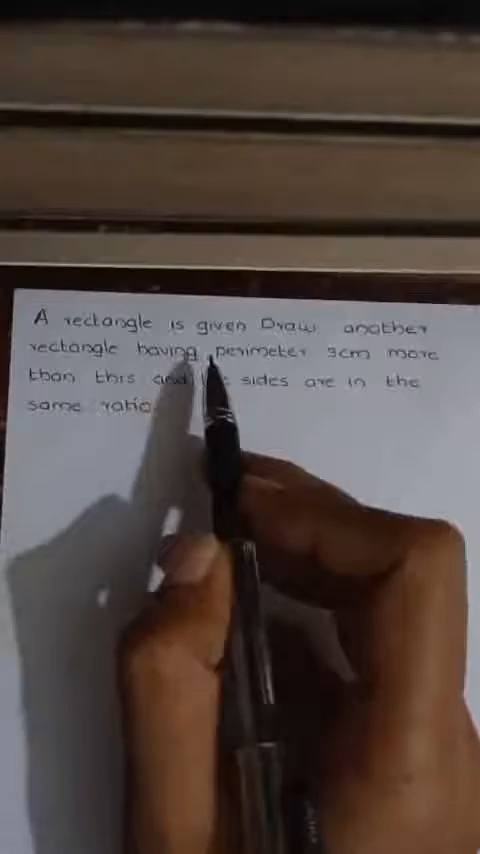 A rectangle is given Draw another
rectangle having perimeter 3cm more
than this and sides are in the
same ratio